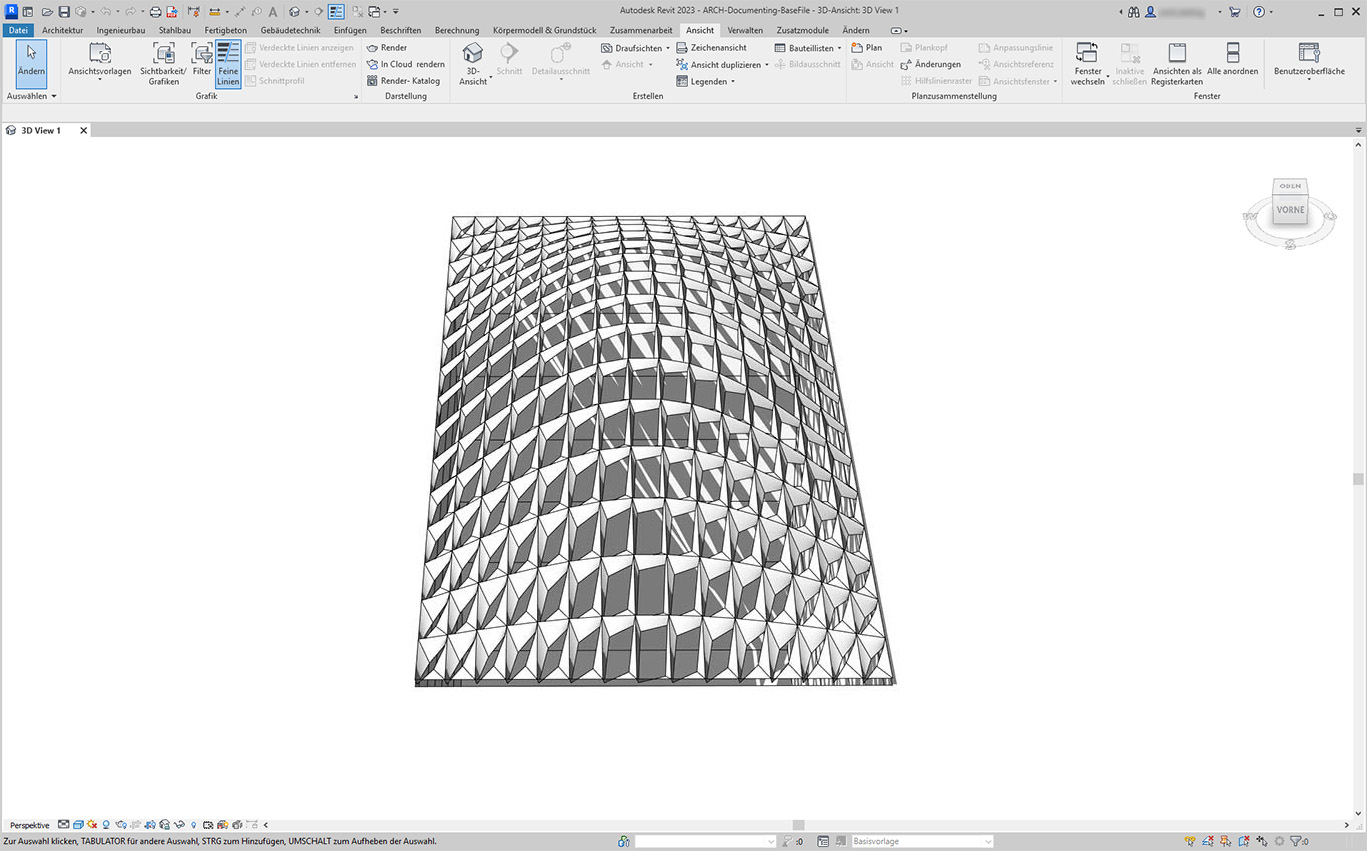 Autodesk Revit 2023 - ARCH-Documenting-BaseFile - 3D-Ansicht: 3D View 1
Datei Architektur Ingenieurbau Stahlbau Fertigbeton Gebäudetechnik Einfügen Beschriften Berechnung Körpermodell & Grundstück Zusammenarbeit Ansicht Verwalten Zusatzmodule Ändern
Ändern
Auswählen
Ansichtsvorlagen
Sichtbarkeit/
Grafiken
Filter
Feine
Linien
Verdeckte Linien anzeigen
Verdeckte Linien entfernen
Schnittprofil
Grafik
Render
In Cloud rendern
Render- Katalog
Darstellung
3D-
Ansicht
Schnitt
Detailausschnitt
Draufsichten
Ansicht
Zeichenansicht
Ansicht duplizieren
Legenden
Bauteillisten
Bildausschnitt
Erstellen
Plan
Ansicht
Plankopf
Änderungen
Hilfslinienraster
Anpassungslinie
Ansichtsreferenz
Ansichtsfenster
Planzusammenstellung
Fenster
wechseln
Inaktive
schließen
Ansichten als
Registerkarten
Alle anordnen
Fenster
Benutzeroberfläche
3D View 1
OBEN
VORNE
W
O
S
Perspektive
Zur Auswahl klicken, TABULATOR für andere Auswahl, STRG zum Hinzufügen, UMSCHALT zum Aufheben der Auswahl.
:0
Basisvorlage
:0